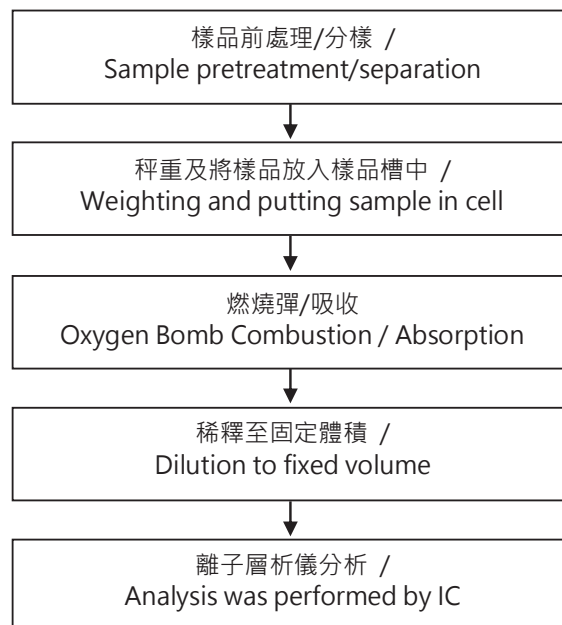 樣品前處理/分樣 /
Sample pretreatment/separation
秤重及將樣品放入樣品槽中 /
Weighting and putting sample in cell
燃燒彈/吸收
Oxygen Bomb Combustion / Absorption
稀釋至固定體積 /
Dilution to fixed volume
離子層析儀分析 /
Analysis was performed by IC